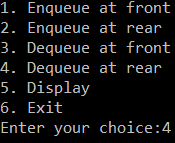 1. Enqueue at front
2. Enqueue at rear
3. Dequeue at front
4. Dequeue at rear
5. Display
6. Exit
Enter your choice:4